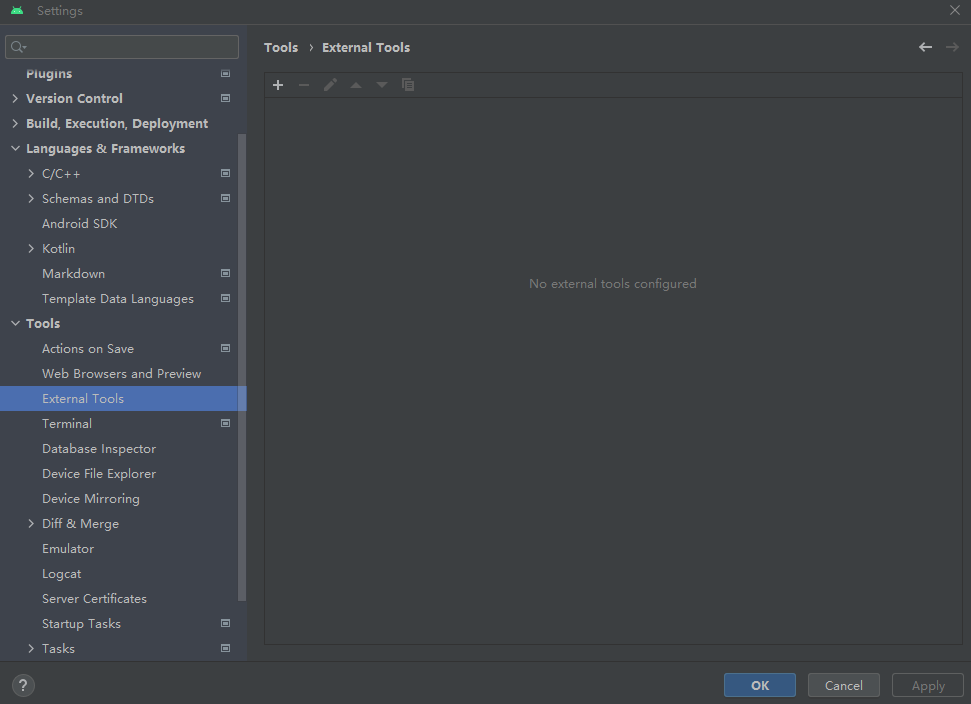 Settings
Plugins
Version Control
Build, Execution, Deployment
Languages & Frameworks
C/C++
Schemas and DTDs
Android SDK
Kotlin
Markdown
Template Data Languages
Tools
Actions on Save
Web Browsers and Preview
External Tools
Terminal
Database Inspector
Device File Explorer
Device Mirroring
Diff & Merge
Emulator
Logcat
Server Certificates
Startup Tasks
Tasks
Tools › External Tools
No external tools configured
?
OK Cancel Apply